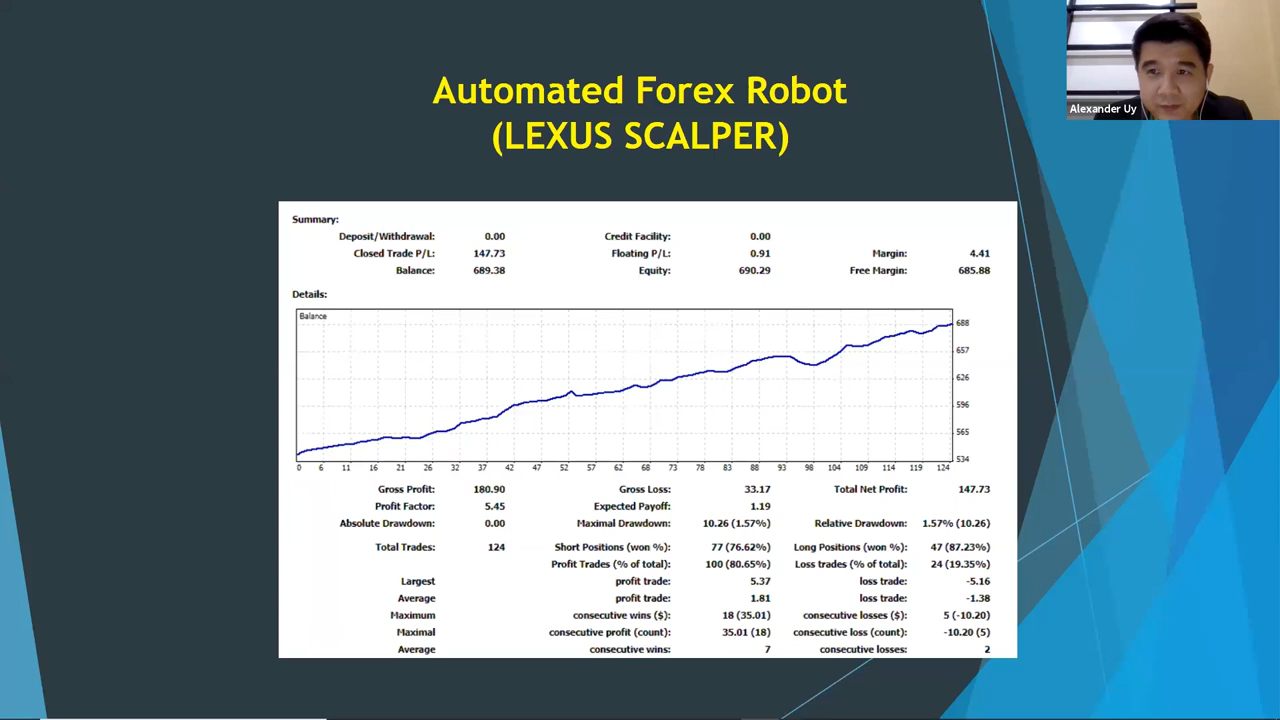 Automated Forex Robot
(LEXUS SCALPER)
Alexander Uy
Summary:
Deposit/Withdrawal: 0.00 Credit Facility: 0.00
Closed Trade P/L: 147.73 Floating P/L: 0.91 Margin: 4.41
Balance: 689.38 Equity: 690.29 Free Margin: 685.88
Details:
Balance
688
657
626
596
565
534
0 6 11 16 21 26 32 37 42 47 52 57 62 68 73 78 83 88 93 98 104 109 114 119 124
Gross Profit: 180.90 Gross Loss: 33.17 Total Net Profit: 147.73
Profit Factor: 5.45 Expected Payoff: 1.19
Absolute Drawdown: 0.00 Maximal Drawdown: 10.26 (1.57%) Relative Drawdown: 1.57% (10.26)
Total Trades: 124 Short Positions (won %): 77 (76.62%) Long Positions (won %): 47 (87.23%)
Profit Trades (% of total): 100 (80.65%) Loss trades (% of total): 24 (19.35%)
Largest profit trade: 5.37 loss trade: -5.16
Average profit trade: 1.81 loss trade: -1.38
Maximum consecutive wins ($): 18 (35.01) consecutive losses ($): 5 (-10.20)
Maximal consecutive profit (count): 35.01 (18) consecutive loss (count): -10.20 (5)
Average consecutive wins: 7 consecutive losses: 2